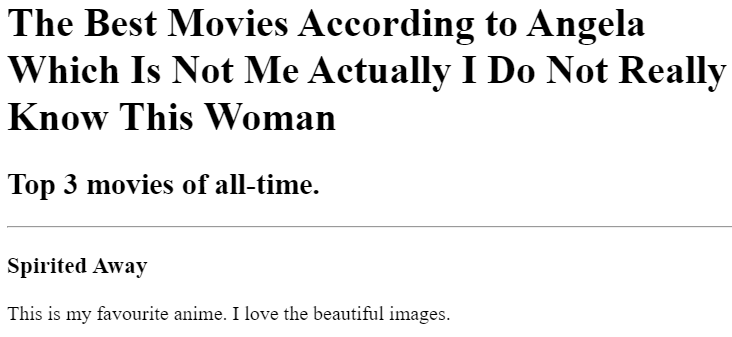 The Best Movies According to Angela
Which Is Not Me Actually I Do Not Really
Know This Woman
Top 3 movies of all-time.
Spirited Away
This is my favourite anime. I love the beautiful images.